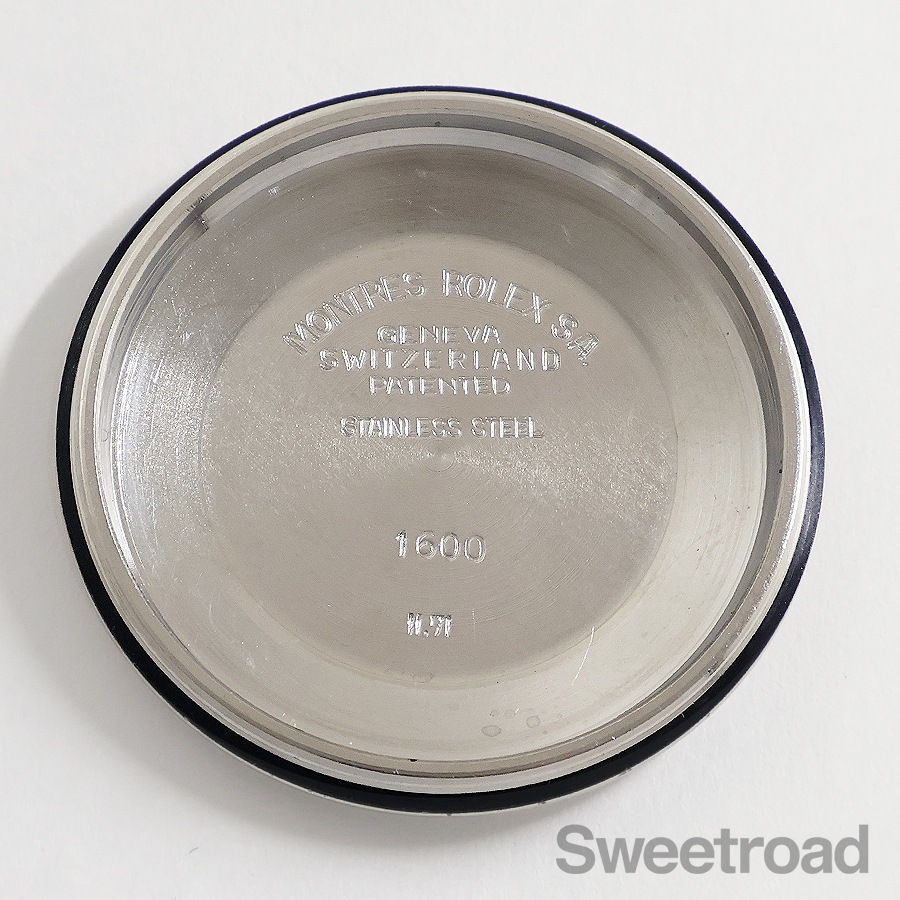 MONTRES ROLEX S.A.
GENEVA
SWITZERLAND
PATENTED
STAINLESS STEEL
1600
Sweetroad